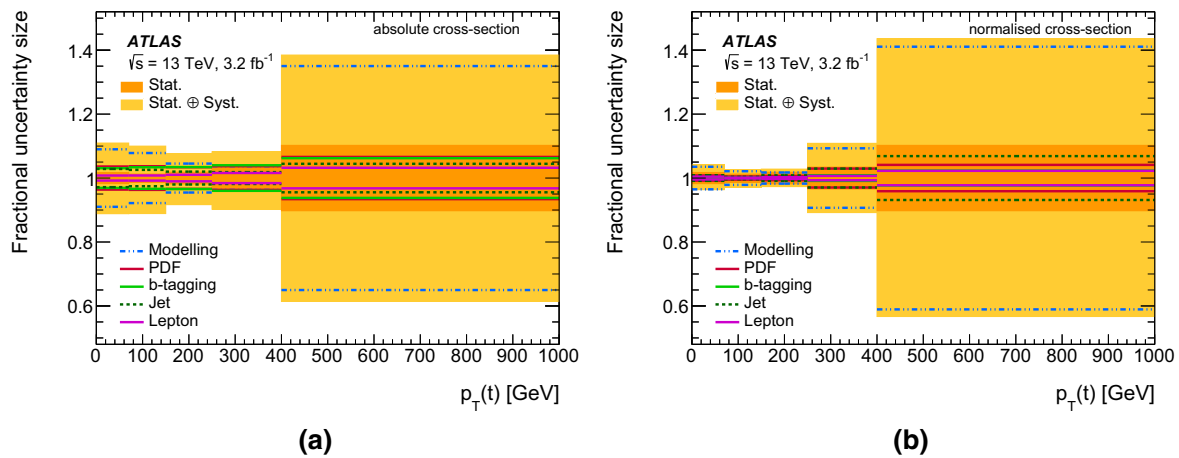 Fractional uncertainty size
1.4
1.2
1
0.8
0.6
absolute cross-section
ATLAS
√s = 13 TeV, 3.2 fb-1
Stat.
Stat. ⊕ Syst.
Modelling
PDF
b-tagging
Jet
Lepton
0 100 200 300 400 500 600 700 800 900 1000
pT(t) [GeV]
(a)
Fractional uncertainty size
1.4
1.2
1
0.8
0.6
normalised cross-section
ATLAS
√s = 13 TeV, 3.2 fb-1
Stat.
Stat. ⊕ Syst.
Modelling
PDF
b-tagging
Jet
Lepton
0 100 200 300 400 500 600 700 800 900 1000
pT(t) [GeV]
(b)